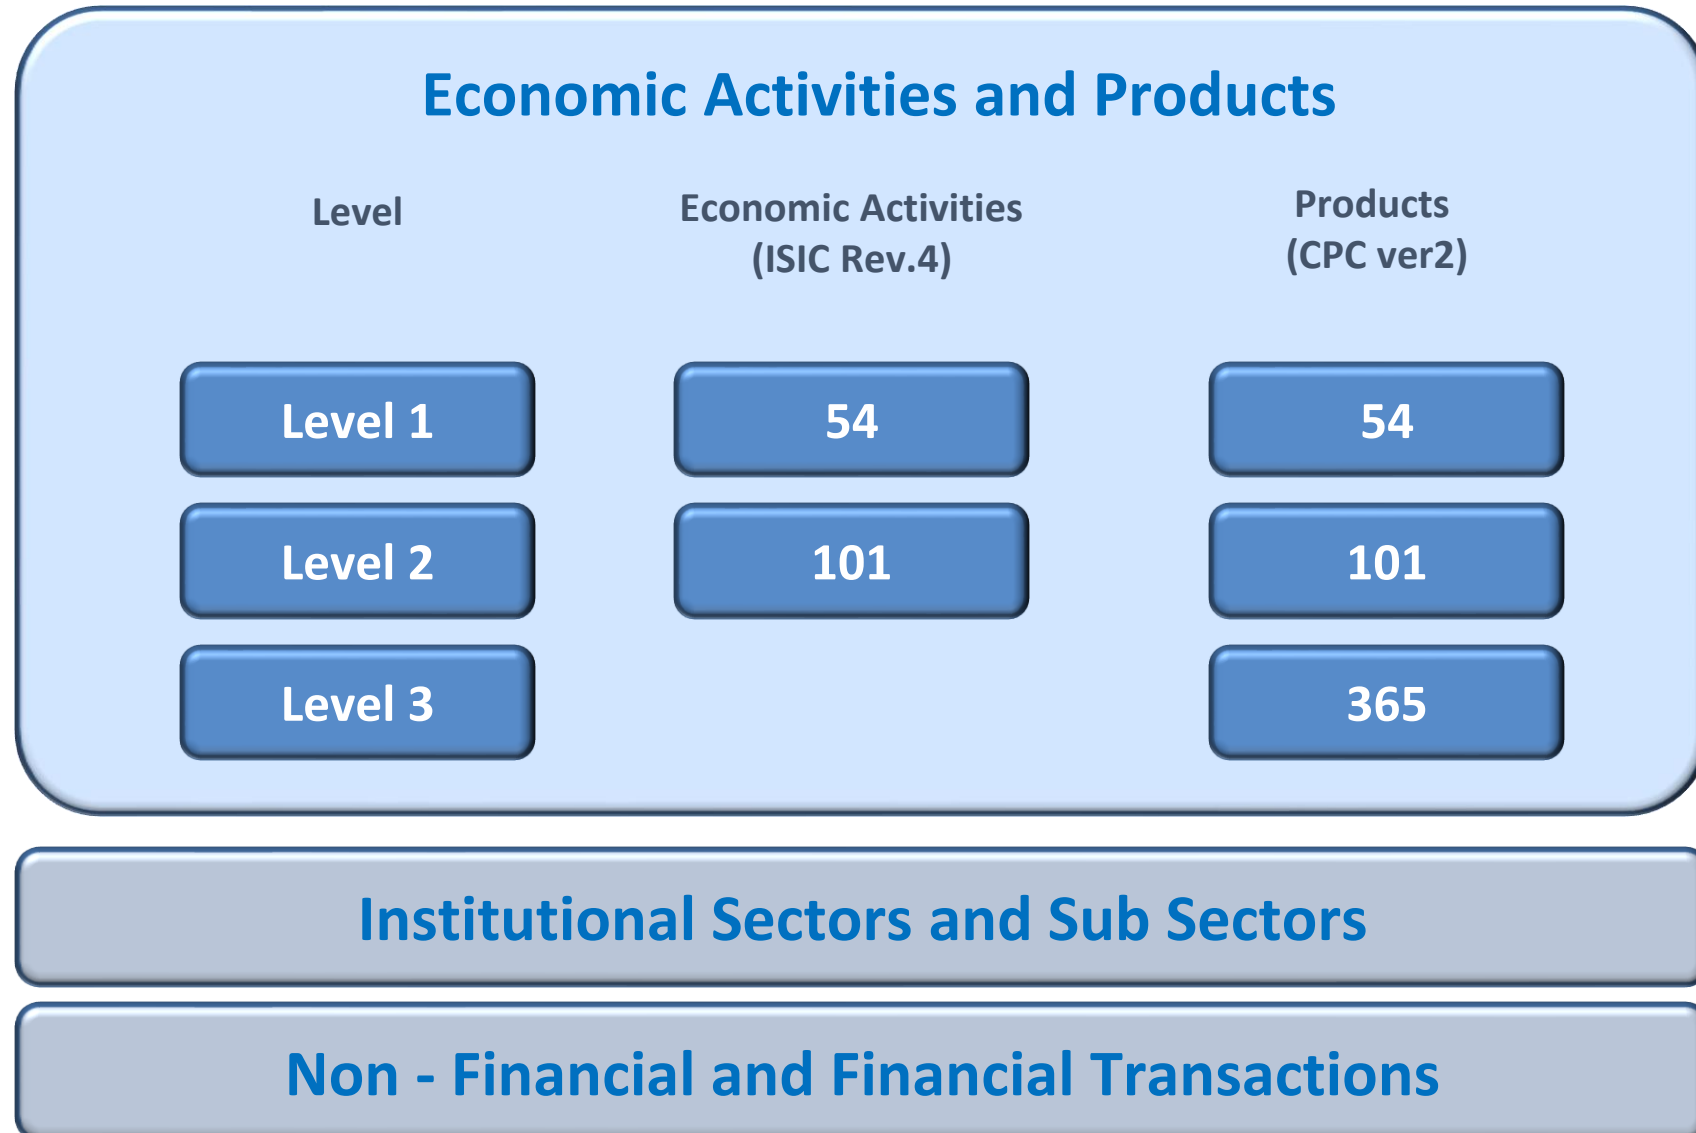 Economic Activities and Products
Level
Economic Activities
(ISIC Rev.4)
Products
(CPC ver2)
Level 1
54
54
Level 2
101
101
Level 3
365
Institutional Sectors and Sub Sectors
Non - Financial and Financial Transactions